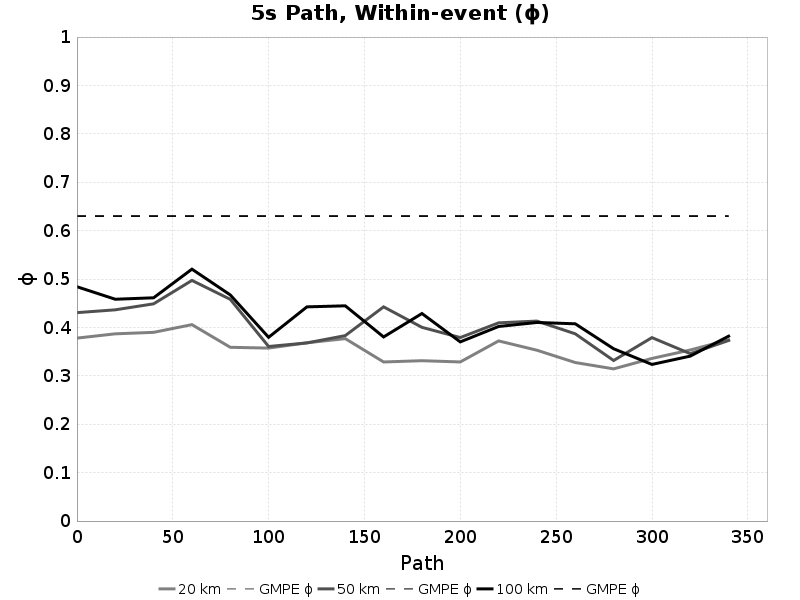 5s Path, Within-event (ϕ)
1
0.9
0.8
0.7
0.6
0.5
0.4
0.3
0.2
0.1
0
ϕ
0 50 100 150 200 250 300 350
Path
20 km GMPE ϕ 50 km GMPE ϕ 100 km GMPE ϕ